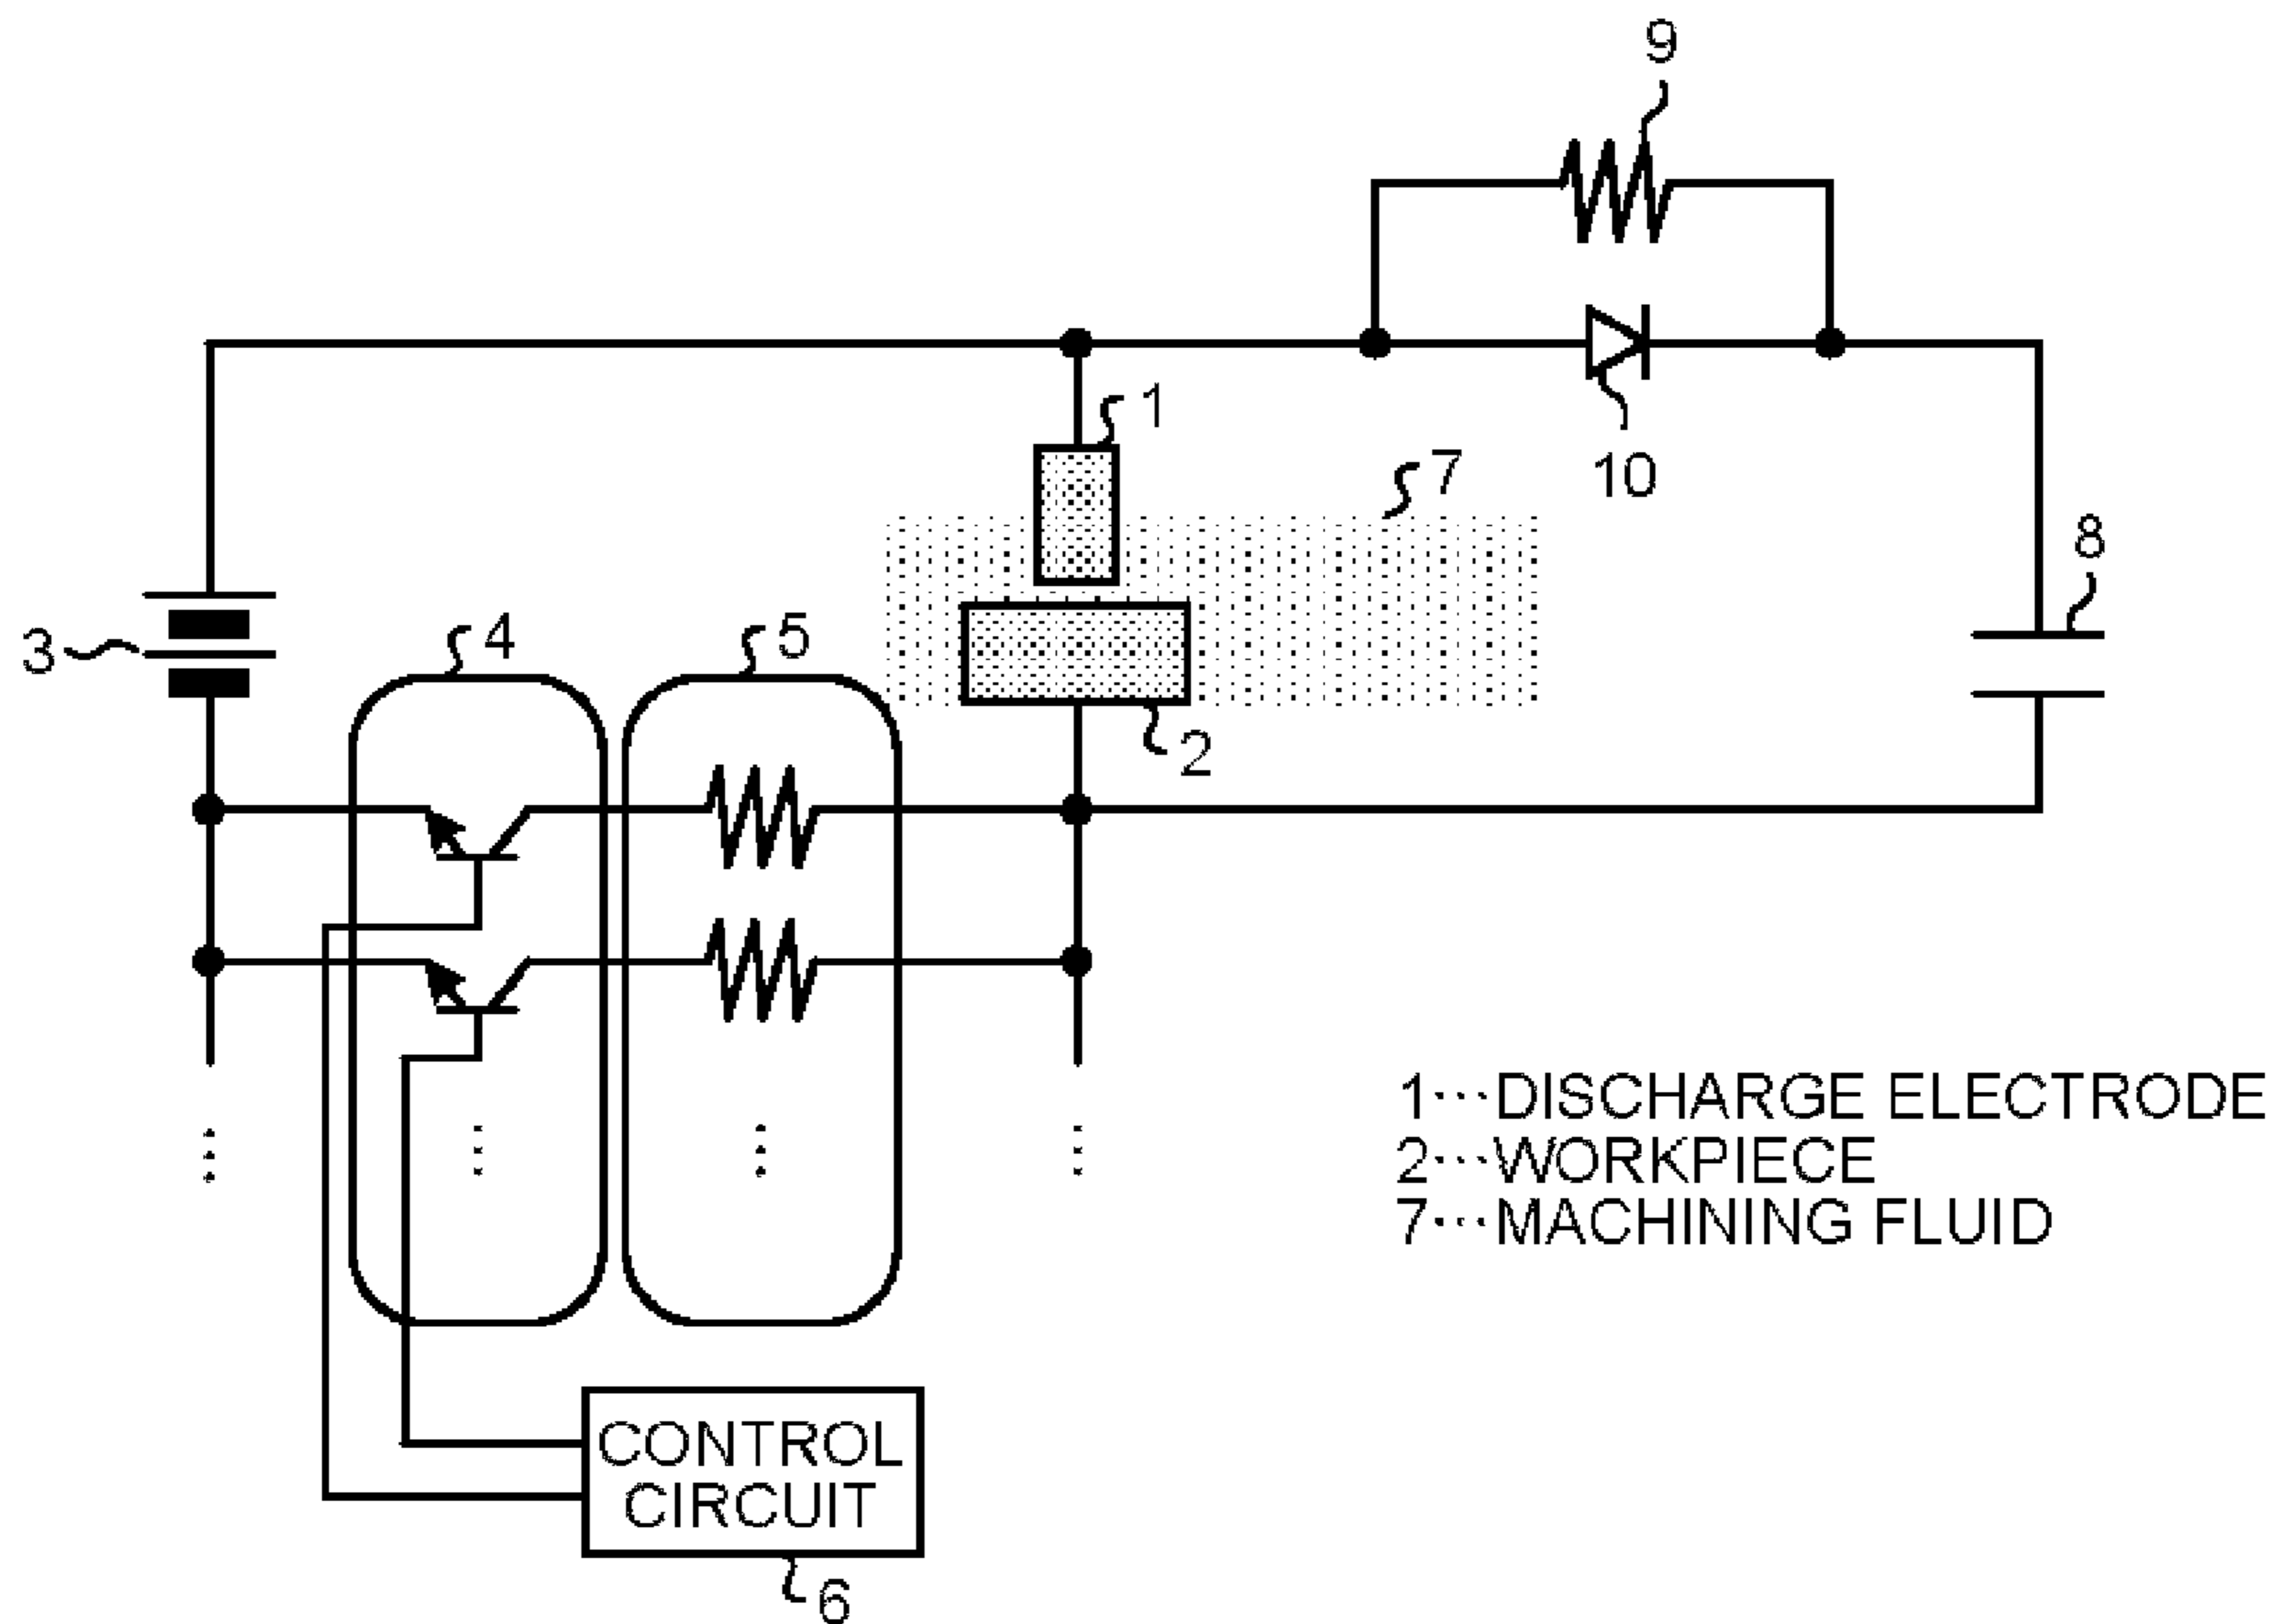 9
1
7
10
8
3
4
5
2
1···DISCHARGE ELECTRODE
2···WORKPIECE
7···MACHINING FLUID
CONTROL
CIRCUIT
6